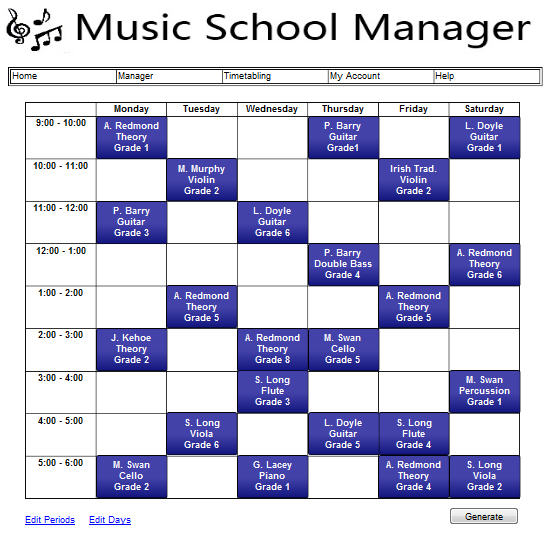 Music School Manager
Home Manager Timetabling My Account Help
Monday Tuesday Wednesday Thursday Friday Saturday
9:00 - 10:00 A. Redmond P. Barry L. Doyle
Theory Guitar Guitar
Grade 1 Grade1 Grade 1
10:00 - 11:00 M. Murphy Irish Trad.
Violin Violin
Grade 2 Grade 2
11:00 - 12:00 P. Barry L. Doyle
Guitar Guitar
Grade 3 Grade 6
12:00 - 1:00 P. Barry A. Redmond
Double Bass Theory
Grade 4 Grade 6
1:00 - 2:00 A. Redmond A. Redmond
Theory Theory
Grade 5 Grade 5
2:00 - 3:00 J. Kehoe A. Redmond M. Swan
Theory Theory Cello
Grade 2 Grade 8 Grade 5
3:00 - 4:00 S. Long M. Swan
Flute Percussion
Grade 3 Grade 1
4:00 - 5:00 S. Long L. Doyle S. Long
Viola Guitar Flute
Grade 6 Grade 5 Grade 4
5:00 - 6:00 M. Swan G. Lacey A. Redmond S. Long
Cello Piano Theory Viola
Grade 2 Grade 1 Grade 4 Grade 2
Edit Periods Edit Days Generate